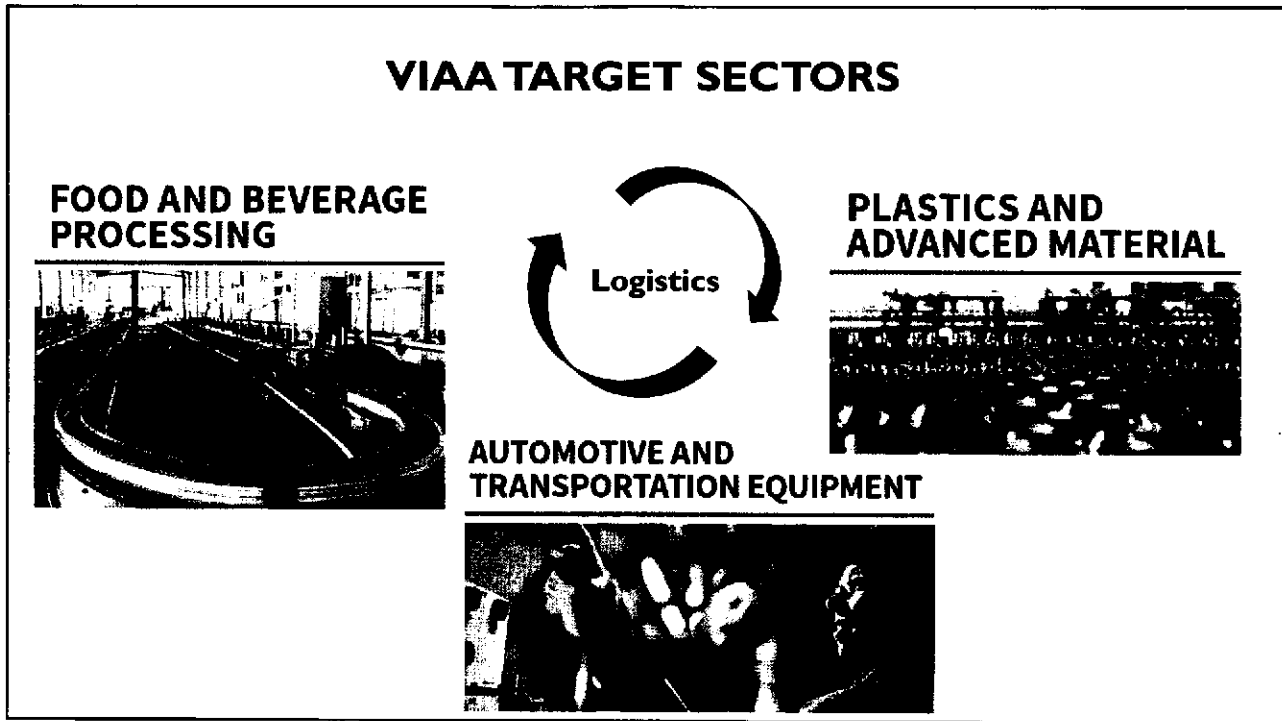 VIAA TARGET SECTORS
FOOD AND BEVERAGE
PROCESSING
Logistics
PLASTICS AND
ADVANCED MATERIAL
AUTOMOTIVE AND
TRANSPORTATION EQUIPMENT